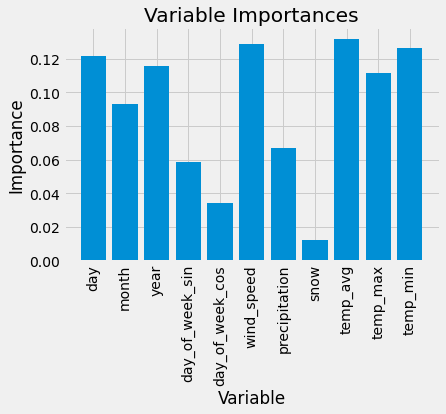 Variable Importances
Importance
0.12
0.10
0.08
0.06
0.04
0.02
0.00
day
month
year
day_of_week_sin
day_of_week_cos
wind_speed
precipitation
snow
temp_avg
temp_max
temp_min
Variable